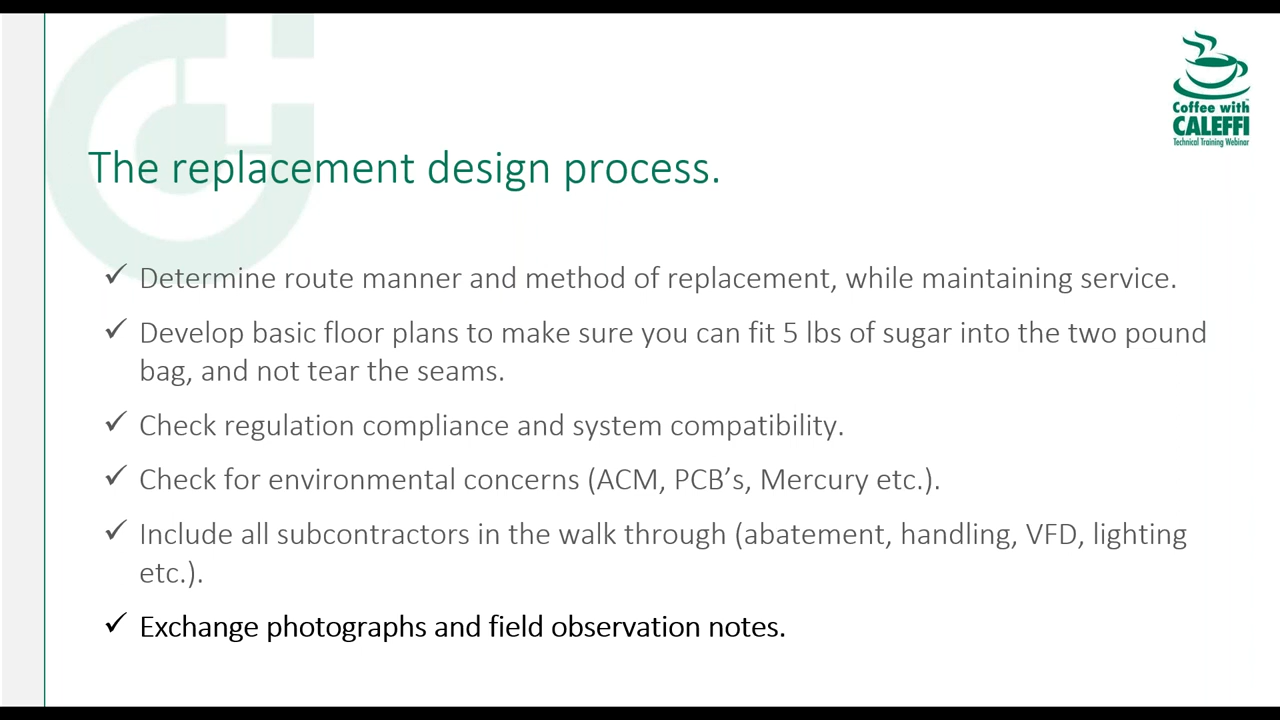 Coffee with
CALEFFI
Technical Training Webinar
The replacement design process.
✓ Determine route manner and method of replacement, while maintaining service.
✓ Develop basic floor plans to make sure you can fit 5 lbs of sugar into the two pound
bag, and not tear the seams.
✓ Check regulation compliance and system compatibility.
✓ Check for environmental concerns (ACM, PCB’s, Mercury etc.).
✓ Include all subcontractors in the walk through (abatement, handling, VFD, lighting
etc.).
✓ Exchange photographs and field observation notes.